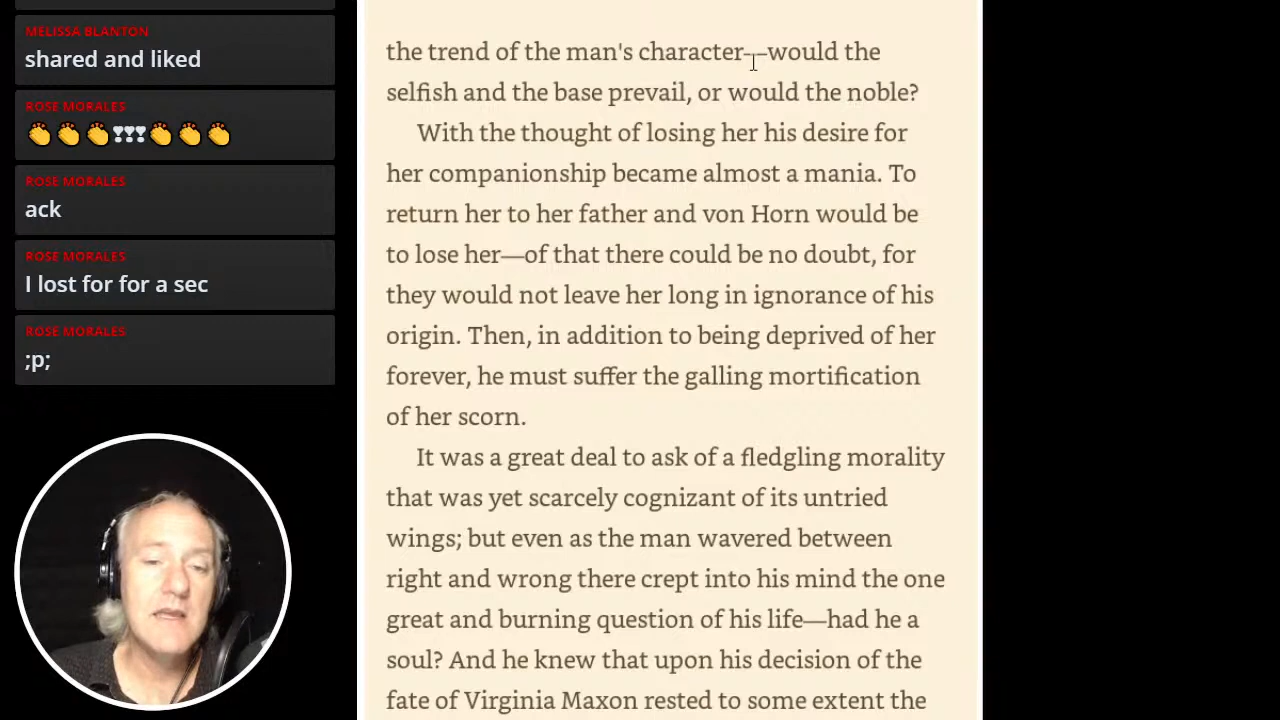 MELISSA BLANTON
shared and liked
ROSE MORALES
👏👏👏❣❣❣👏👏👏
ROSE MORALES
ack
ROSE MORALES
I lost for for a sec
ROSE MORALES
;p;
the trend of the man's character—would the
selfish and the base prevail, or would the noble?
With the thought of losing her his desire for
her companionship became almost a mania. To
return her to her father and von Horn would be
to lose her—of that there could be no doubt, for
they would not leave her long in ignorance of his
origin. Then, in addition to being deprived of her
forever, he must suffer the galling mortification
of her scorn.
It was a great deal to ask of a fledgling morality
that was yet scarcely cognizant of its untried
wings; but even as the man wavered between
right and wrong there crept into his mind the one
great and burning question of his life—had he a
soul? And he knew that upon his decision of the
fate of Virginia Maxon rested to some extent the